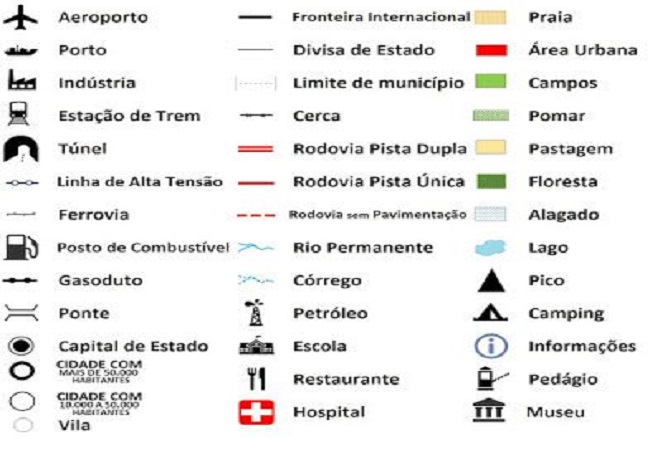 Aeroporto
Porto
Indústria
Estação de Trem
Túnel
Linha de Alta Tensão
Ferrovia
Posto de Combustível
Gasoduto
Ponte
Capital de Estado
CIDADE COM
MAIS DE 50.000
HABITANTES
CIDADE COM
10.000 A 50.000
HABITANTES
Vila
Fronteira Internacional
Divisa de Estado
Limite de município
Cerca
Rodovia Pista Dupla
Rodovia Pista Única
Rodovia sem Pavimentação
Rio Permanente
Córrego
Petróleo
Escola
Restaurante
Hospital
Praia
Área Urbana
Campos
Pomar
Pastagem
Floresta
Alagado
Lago
Pico
Camping
Informações
Pedágio
Museu